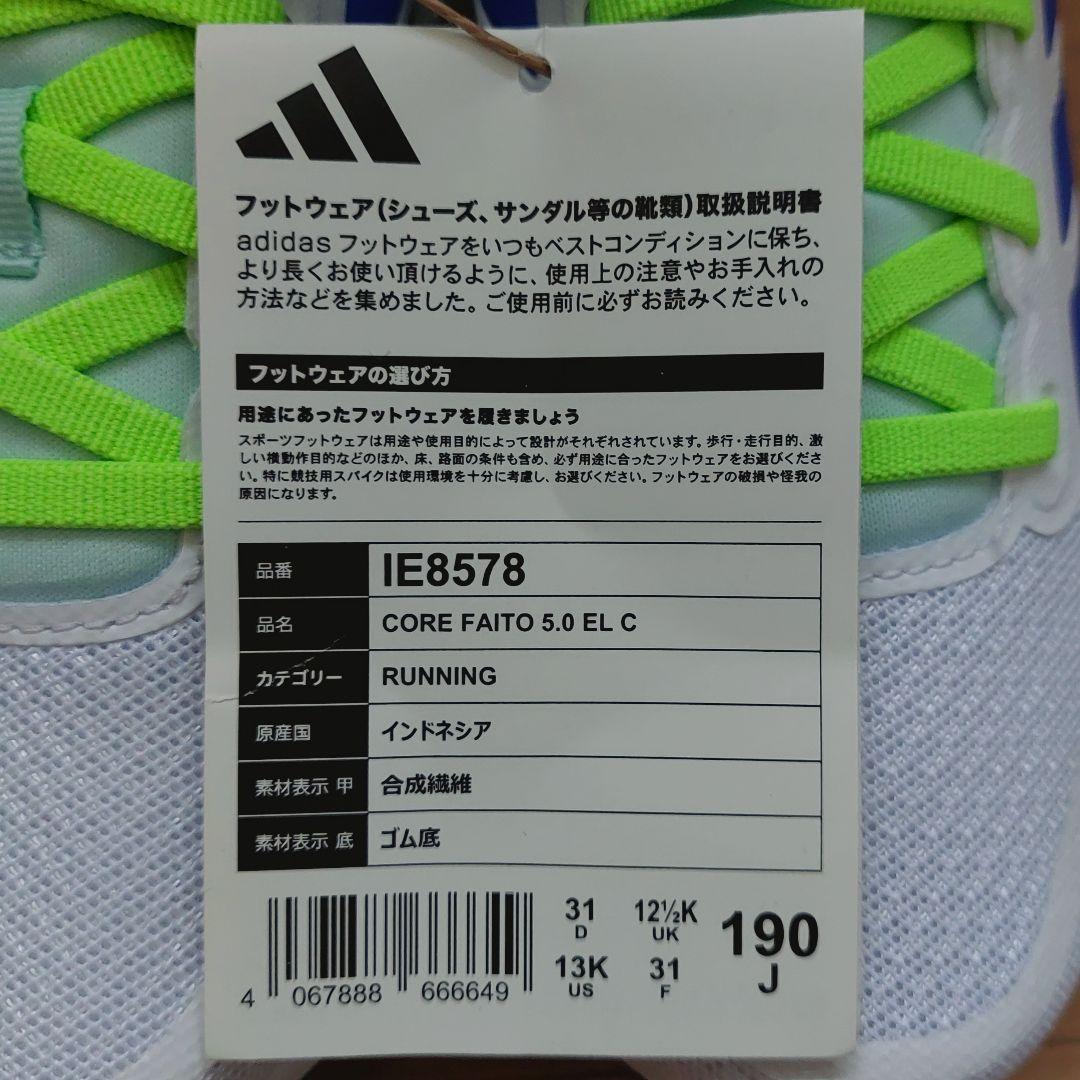 フットウェア(シューズ、サンダル等の靴類)取扱説明書
adidas フットウェアをいつもベストコンディションに保ち、
より長くお使い頂けるように、使用上の注意やお手入れの
方法などを集めました。ご使用前に必ずお読みください。
フットウェアの選び方
用途にあったフットウェアを履きましょう
スポーツフットウェアは用途や使用目的によって設計がそれぞれされています。歩行・走行目的、激
しい横動作目的などのほか、床、路面の条件も含め、必ず用途に合ったフットウェアをお選びくださ
い。特に競技用スパイクは使用環境を十分に考慮し、お選びください。フットウェアの破損や怪我の
原因になります。
品番 IE8578
品名 CORE FAITO 5.0 EL C
カテゴリー RUNNING
原産国 インドネシア
素材表示 甲 合成繊維
素材表示 底 ゴム底
31 12½K
D UK
13K 31
US F
190
J
4 067888 666649